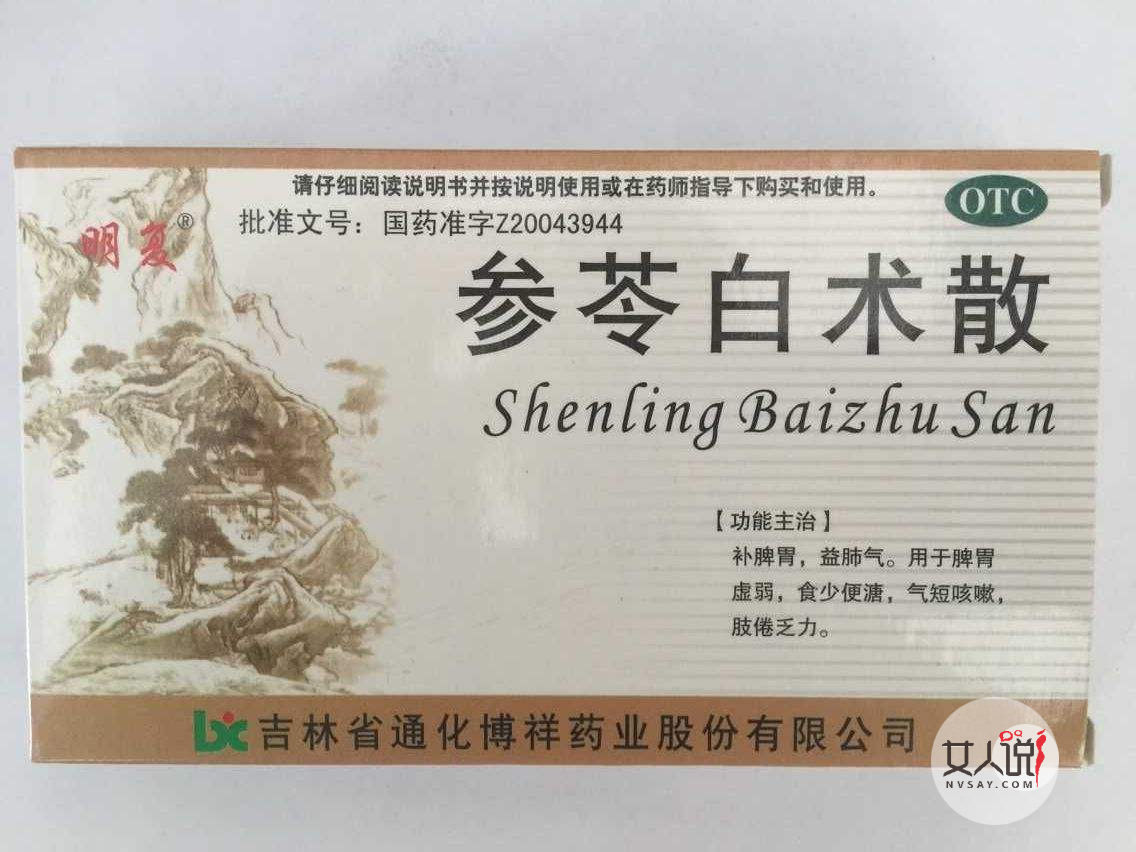 请仔细阅读说明书并按说明使用或在药师指导下购买和使用。
OTC
明复®
批准文号：国药准字Z20043944
参苓白术散
Shenling Baizhu San
【功能主治】
补脾胃，益肺气。用于脾胃
虚弱，食少便溏，气短咳嗽，
肢倦乏力。
bx 吉林省通化博祥药业股份有限公司
女人说
NVSAY.COM